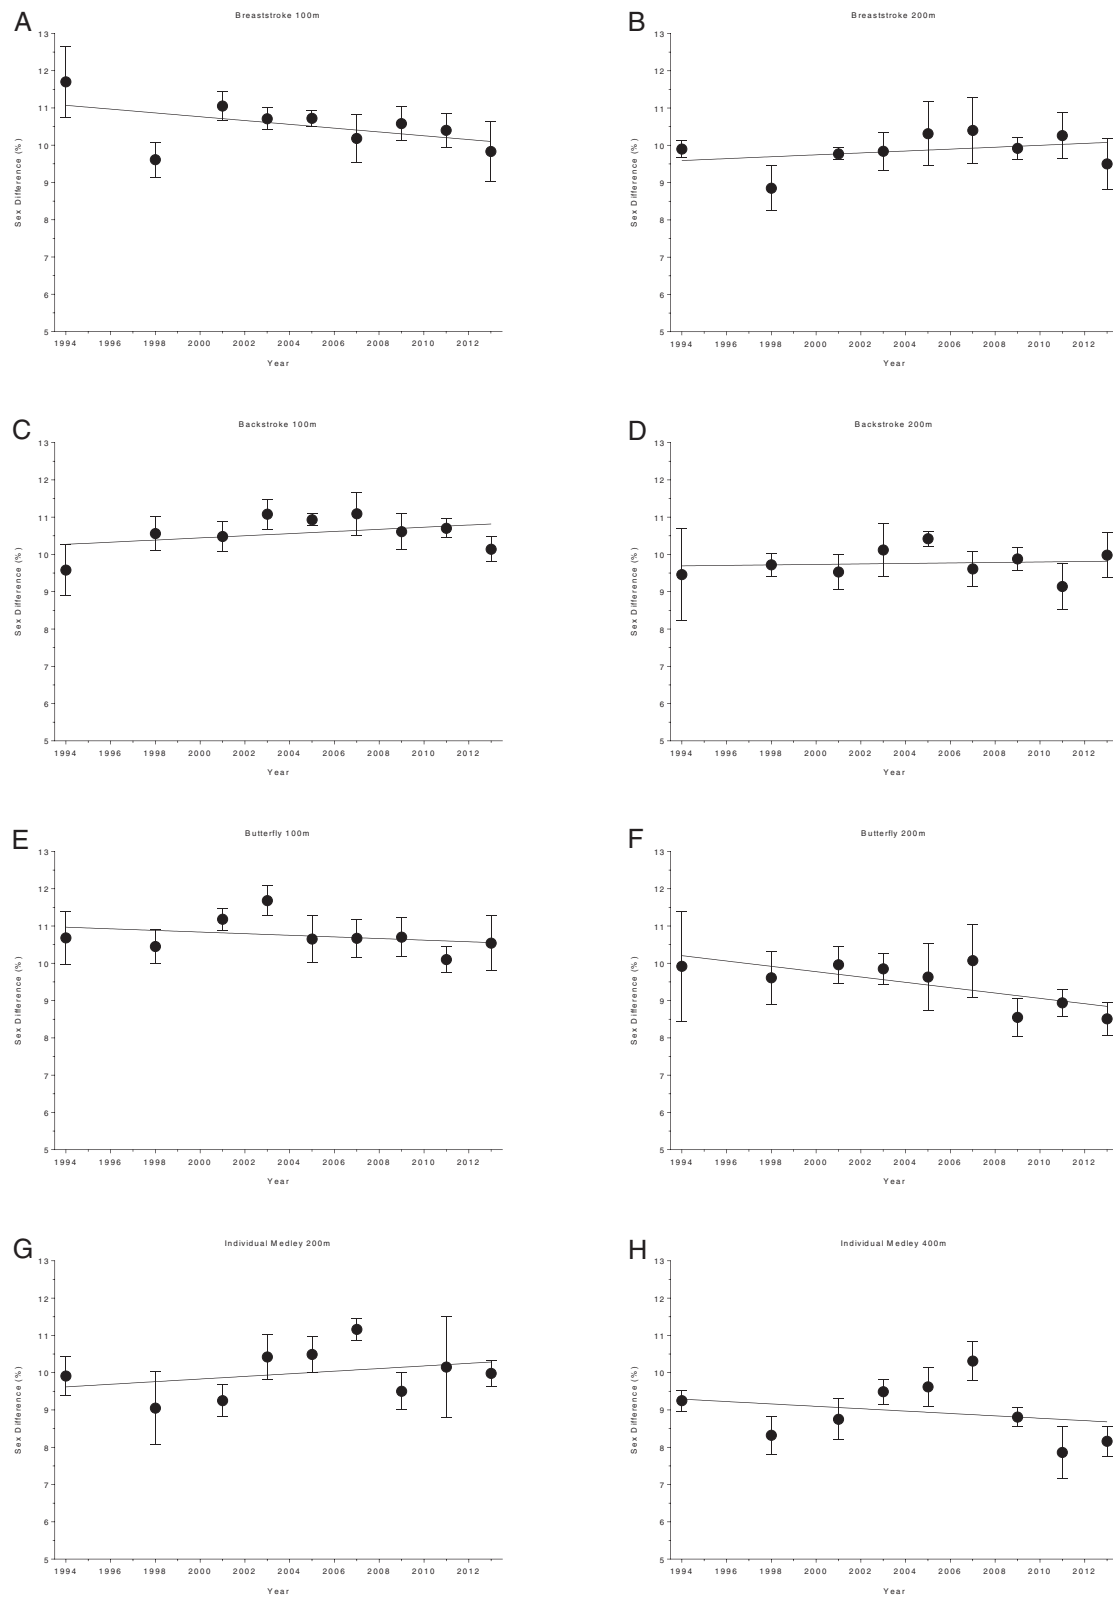 A
Breaststroke 100m
13
12
11
10
9
8
7
6
5
Sex Difference (%)
1994 1996 1998 2000 2002 2004 2006 2008 2010 2012
Year
B
Breaststroke 200m
13
12
11
10
9
8
7
6
5
Sex Difference (%)
1994 1996 1998 2000 2002 2004 2006 2008 2010 2012
Year
C
Backstroke 100m
13
12
11
10
9
8
7
6
5
Sex Difference (%)
1994 1996 1998 2000 2002 2004 2006 2008 2010 2012
Year
D
Backstroke 200m
13
12
11
10
9
8
7
6
5
Sex Difference (%)
1994 1996 1998 2000 2002 2004 2006 2008 2010 2012
Year
E
Butterfly 100m
13
12
11
10
9
8
7
6
5
Sex Difference (%)
1994 1996 1998 2000 2002 2004 2006 2008 2010 2012
Year
F
Butterfly 200m
13
12
11
10
9
8
7
6
5
Sex Difference (%)
1994 1996 1998 2000 2002 2004 2006 2008 2010 2012
Year
G
Individual Medley 200m
13
12
11
10
9
8
7
6
5
Sex Difference (%)
1994 1996 1998 2000 2002 2004 2006 2008 2010 2012
Year
H
Individual Medley 400m
13
12
11
10
9
8
7
6
5
Sex Difference (%)
1994 1996 1998 2000 2002 2004 2006 2008 2010 2012
Year